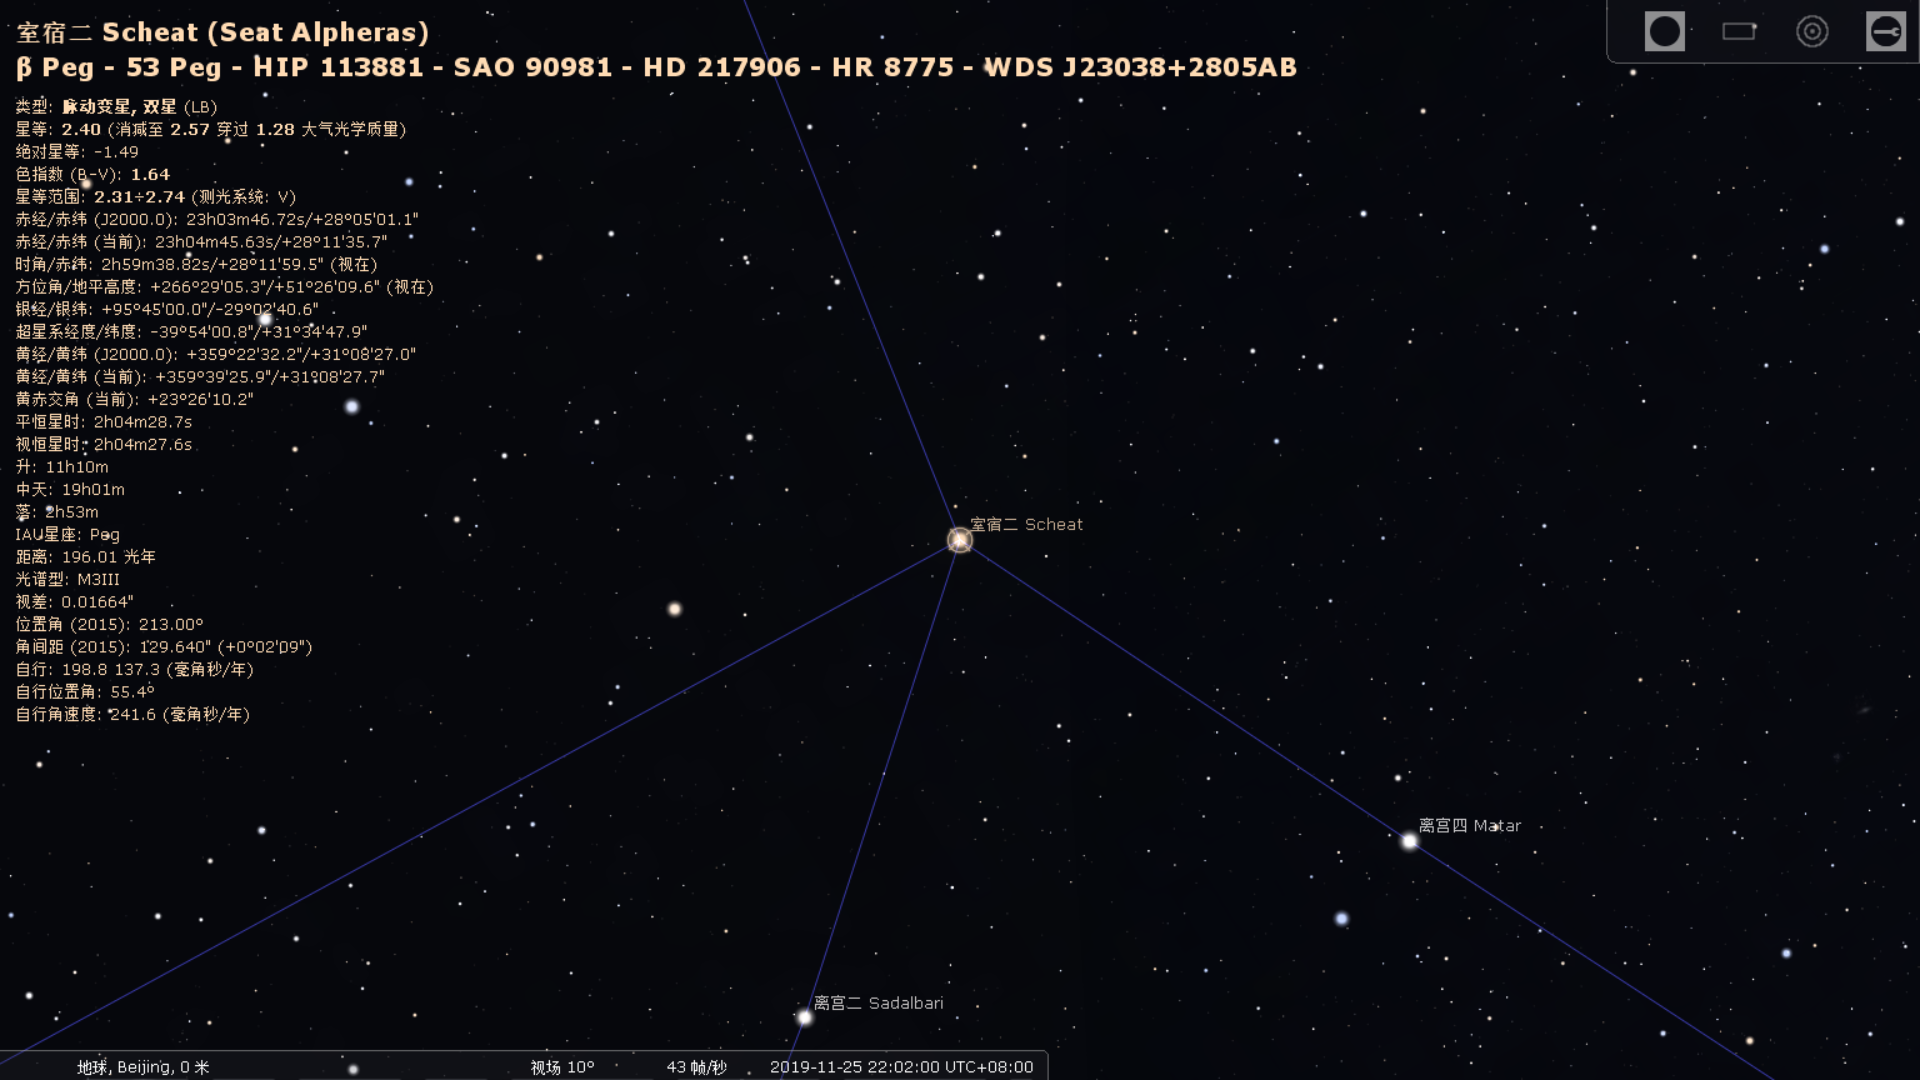 室宿二 Scheat (Seat Alpheras)
β Peg - 53 Peg - HIP 113881 - SAO 90981 - HD 217906 - HR 8775 - WDS J23038+2805AB
类型: 脉动变星, 双星 (LB)
星等: 2.40 (消减至 2.57 穿过 1.28 大气光学质量)
绝对星等: -1.49
色指数 (B-V): 1.64
星等范围: 2.31÷2.74 (测光系统: V)
赤经/赤纬 (J2000.0): 23h03m46.72s/+28°05'01.1"
赤经/赤纬 (当前): 23h04m45.63s/+28°11'35.7"
时角/赤纬: 2h59m38.82s/+28°11'59.5" (视在)
方位角/地平高度: +266°29'05.3"/+51°26'09.6" (视在)
银经/银纬: +95°45'00.0"/-29°02'40.6"
超星系经度/纬度: -39°54'00.8"/+31°34'47.9"
黄经/黄纬 (J2000.0): +359°22'32.2"/+31°08'27.0"
黄经/黄纬 (当前): +359°39'25.9"/+31°08'27.7"
黄赤交角 (当前): +23°26'10.2"
平恒星时: 2h04m28.7s
视恒星时: 2h04m27.6s
升: 11h10m
中天: 19h01m
落: 2h53m
IAU星座: Peg
距离: 196.01 光年
光谱型: M3III
视差: 0.01664"
位置角 (2015): 213.00°
角间距 (2015): 129.640" (+0°02'09")
自行: 198.8 137.3 (毫角秒/年)
自行位置角: 55.4°
自行角速度: 241.6 (毫角秒/年)
室宿二 Scheat
离宫四 Matar
离宫二 Sadalbari
地球, Beijing, 0 米 视场 10° 43 帧/秒 2019-11-25 22:02:00 UTC+08:00